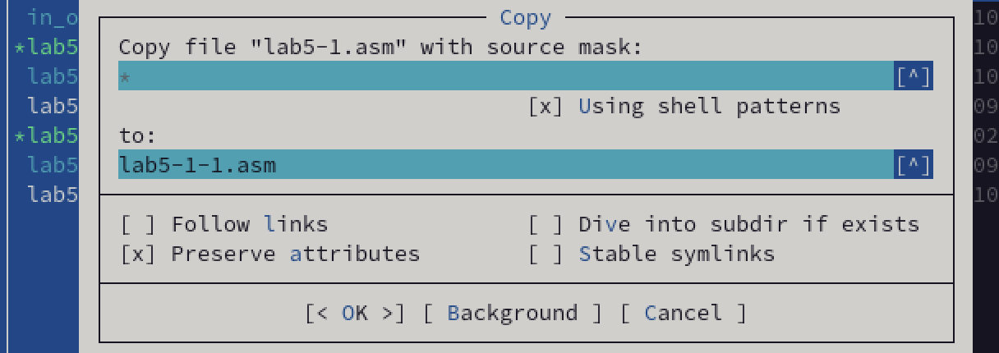 Copy
in_o 10
Copy file "lab5-1.asm" with source mask:
*lab5 10
lab5 * [^] 10
lab5 [x] Using shell patterns 09
*lab5 to: 02
lab5 lab5-1-1.asm [^] 09
lab5 10
[ ] Follow links [ ] Dive into subdir if exists
[x] Preserve attributes [ ] Stable symlinks
[< OK >] [ Background ] [ Cancel ]